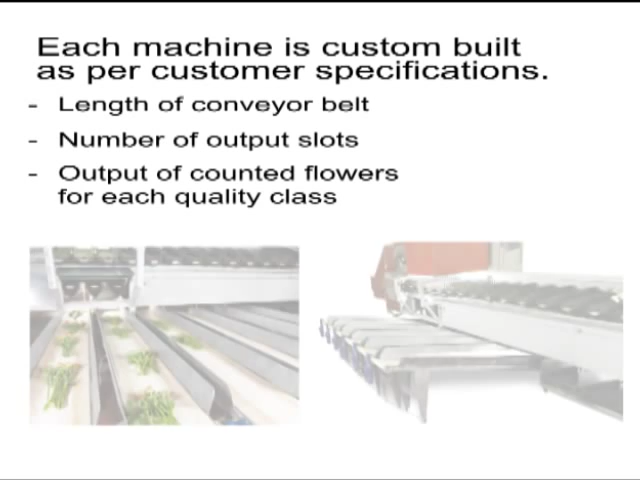 Each machine is custom built
as per customer specifications.
- Length of conveyor belt
- Number of output slots
- Output of counted flowers
for each quality class